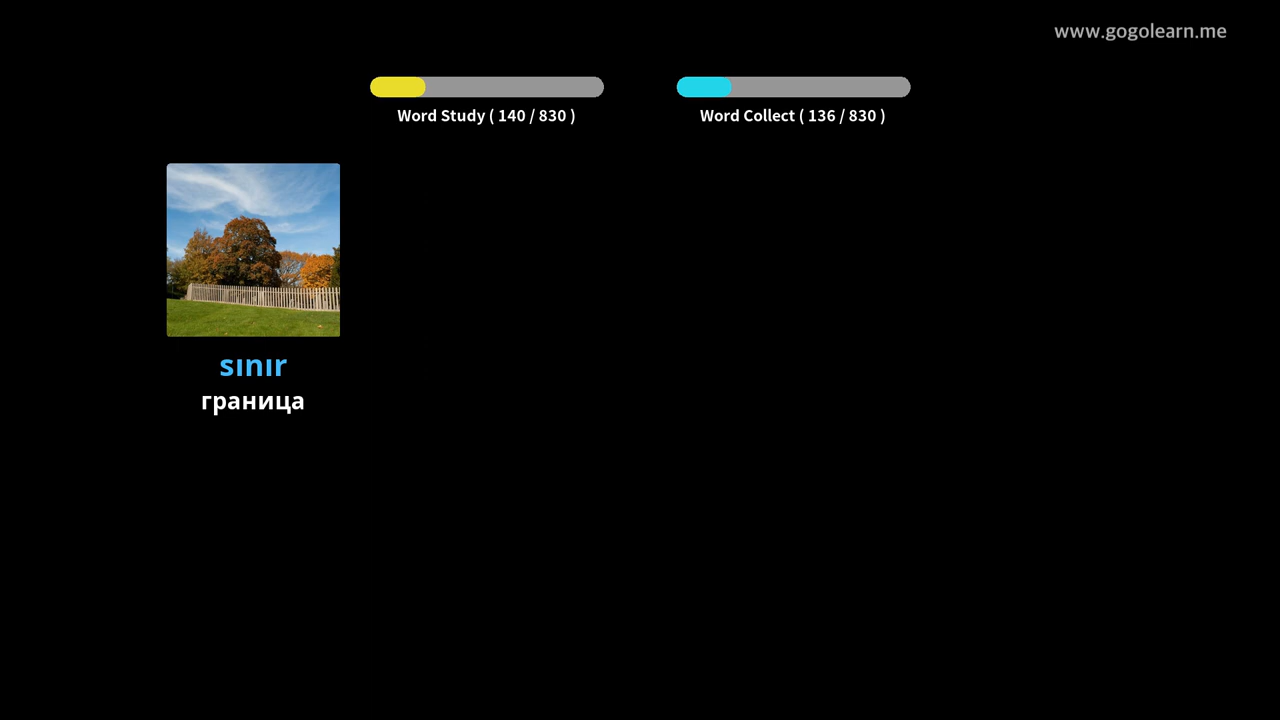 www.gogolearn.me
Word Study ( 140 / 830 )
Word Collect ( 136 / 830 )
sınır
граница